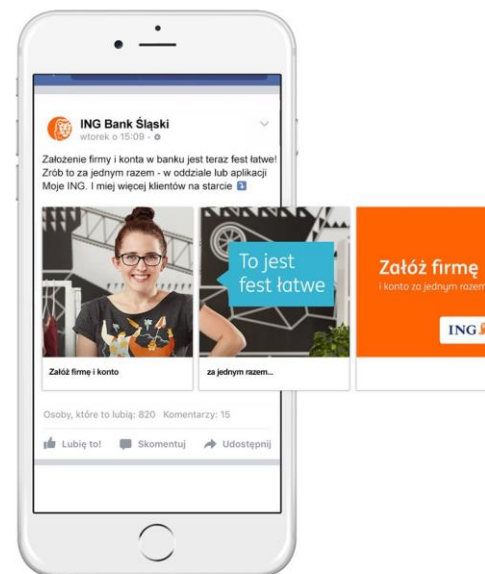 ING Bank Śląski
wtorek o 15:09 -
Założenie firmy i konta w banku jest teraz fest łatwe!
Zrób to za jednym razem - w oddziale lub aplikacji
Moje ING. I miej więcej klientów na starcie
To jest
fest łatwe
Załóż firmę
i konto za jednym razem
ING
Załóż firmę i konto
za jednym razem...
Osoby, które to lubią: 820 Komentarzy: 15
Lubię to! Skomentuj Udostępnij